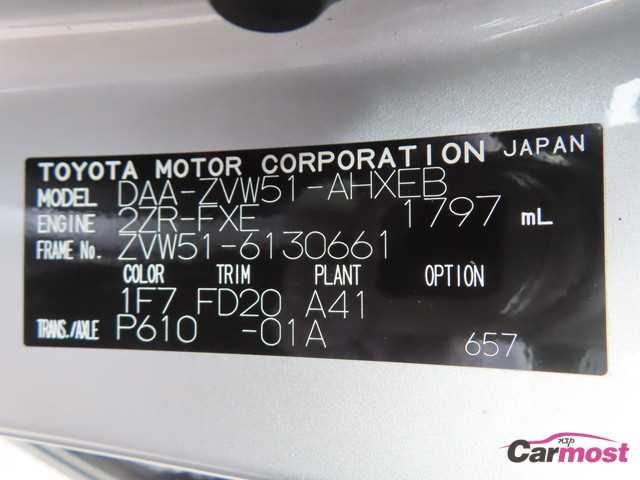 TOYOTA MOTOR CORPORATION JAPAN
MODEL DAA-ZVW51-AHXEB
ENGINE 2ZR-FXE 1797 mL
FRAME No. ZVW51-6130661
COLOR TRIM PLANT OPTION
1F7 FD20 A41
TRANS./AXLE P610 -01A
657
Carmost